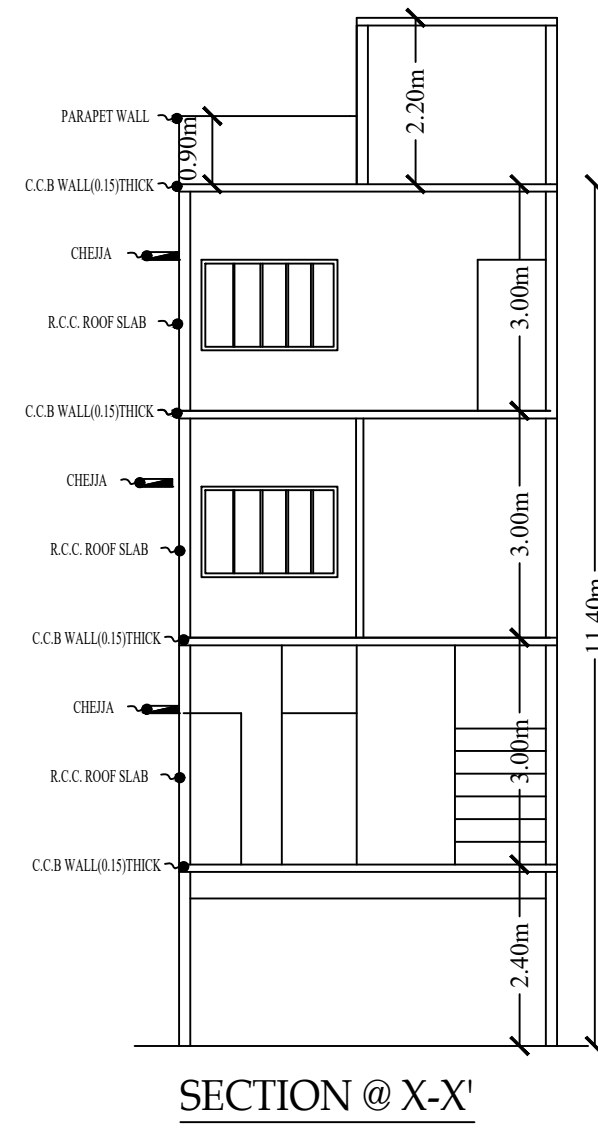 2.20m
PARAPET WALL
0.90m
C.C.B WALL(0.15)THICK
CHEJJA
3.00m
R.C.C. ROOF SLAB
C.C.B WALL(0.15)THICK
CHEJJA
3.00m
R.C.C. ROOF SLAB
11.40m
C.C.B WALL(0.15)THICK
CHEJJA
3.00m
R.C.C. ROOF SLAB
C.C.B WALL(0.15)THICK
2.40m
SECTION @ X-X'